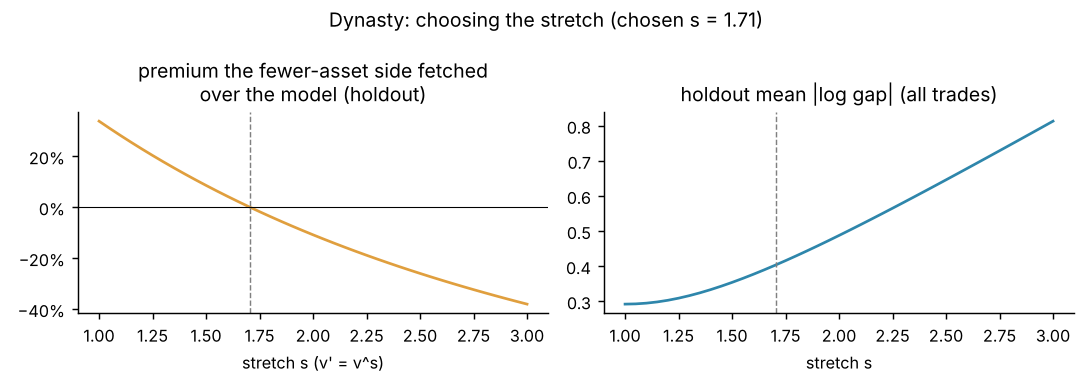 Dynasty: choosing the stretch (chosen s = 1.71)
premium the fewer-asset side fetched
over the model (holdout)
20%
0%
−20%
−40%
1.00 1.25 1.50 1.75 2.00 2.25 2.50 2.75 3.00
stretch s (v' = v^s)
holdout mean |log gap| (all trades)
0.8
0.7
0.6
0.5
0.4
0.3
1.00 1.25 1.50 1.75 2.00 2.25 2.50 2.75 3.00
stretch s